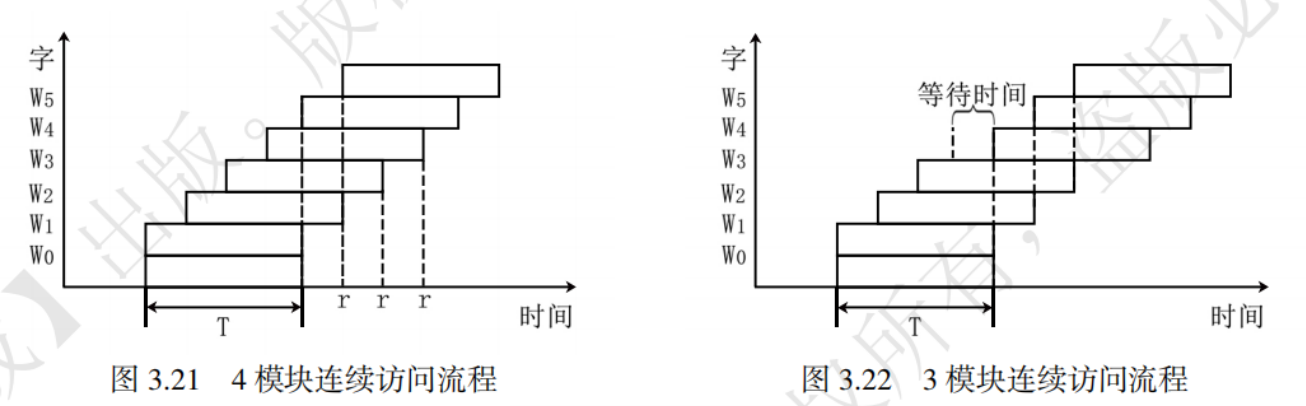 字
W5
W4
W3
W2
W1
W0
r r r
T
时间
图 3.21 4 模块连续访问流程
字
等待时间
W5
W4
W3
W2
W1
W0
T
时间
图 3.22 3 模块连续访问流程
】出版。版
所有，盗版必